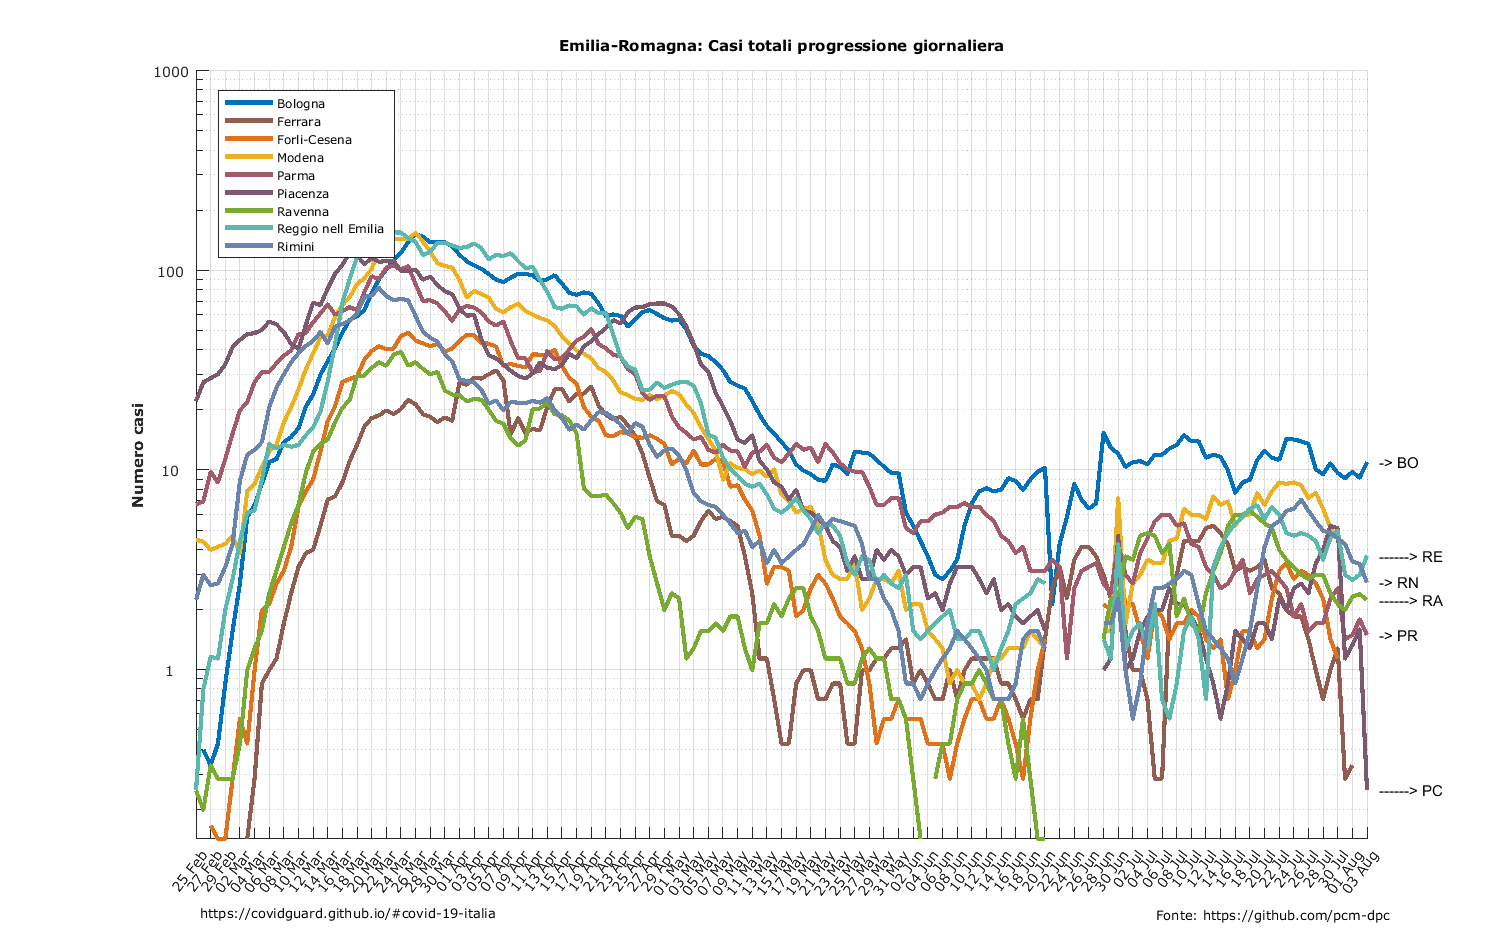 Emilia-Romagna: Casi totali progressione giornaliera
1000
100
10
1
Numero casi
Bologna
Ferrara
Forlì-Cesena
Modena
Parma
Piacenza
Ravenna
Reggio nell Emilia
Rimini
-> BO
------> RE
-> RN
------> RA
-> PR
------> PC
25 Feb
27 Feb
29 Feb
02 Mar
04 Mar
06 Mar
08 Mar
10 Mar
12 Mar
14 Mar
16 Mar
18 Mar
20 Mar
22 Mar
24 Mar
26 Mar
28 Mar
30 Mar
01 Apr
03 Apr
05 Apr
07 Apr
09 Apr
11 Apr
13 Apr
15 Apr
17 Apr
19 Apr
21 Apr
23 Apr
25 Apr
27 Apr
29 Apr
01 May
03 May
05 May
07 May
09 May
11 May
13 May
15 May
17 May
19 May
21 May
23 May
25 May
27 May
29 May
31 May
02 Jun
04 Jun
06 Jun
08 Jun
10 Jun
12 Jun
14 Jun
16 Jun
18 Jun
20 Jun
22 Jun
24 Jun
26 Jun
28 Jun
30 Jun
02 Jul
04 Jul
06 Jul
08 Jul
10 Jul
12 Jul
14 Jul
16 Jul
18 Jul
20 Jul
22 Jul
24 Jul
26 Jul
28 Jul
30 Jul
01 Aug
03 Aug
https://covidguard.github.io/#covid-19-italia
Fonte: https://github.com/pcm-dpc